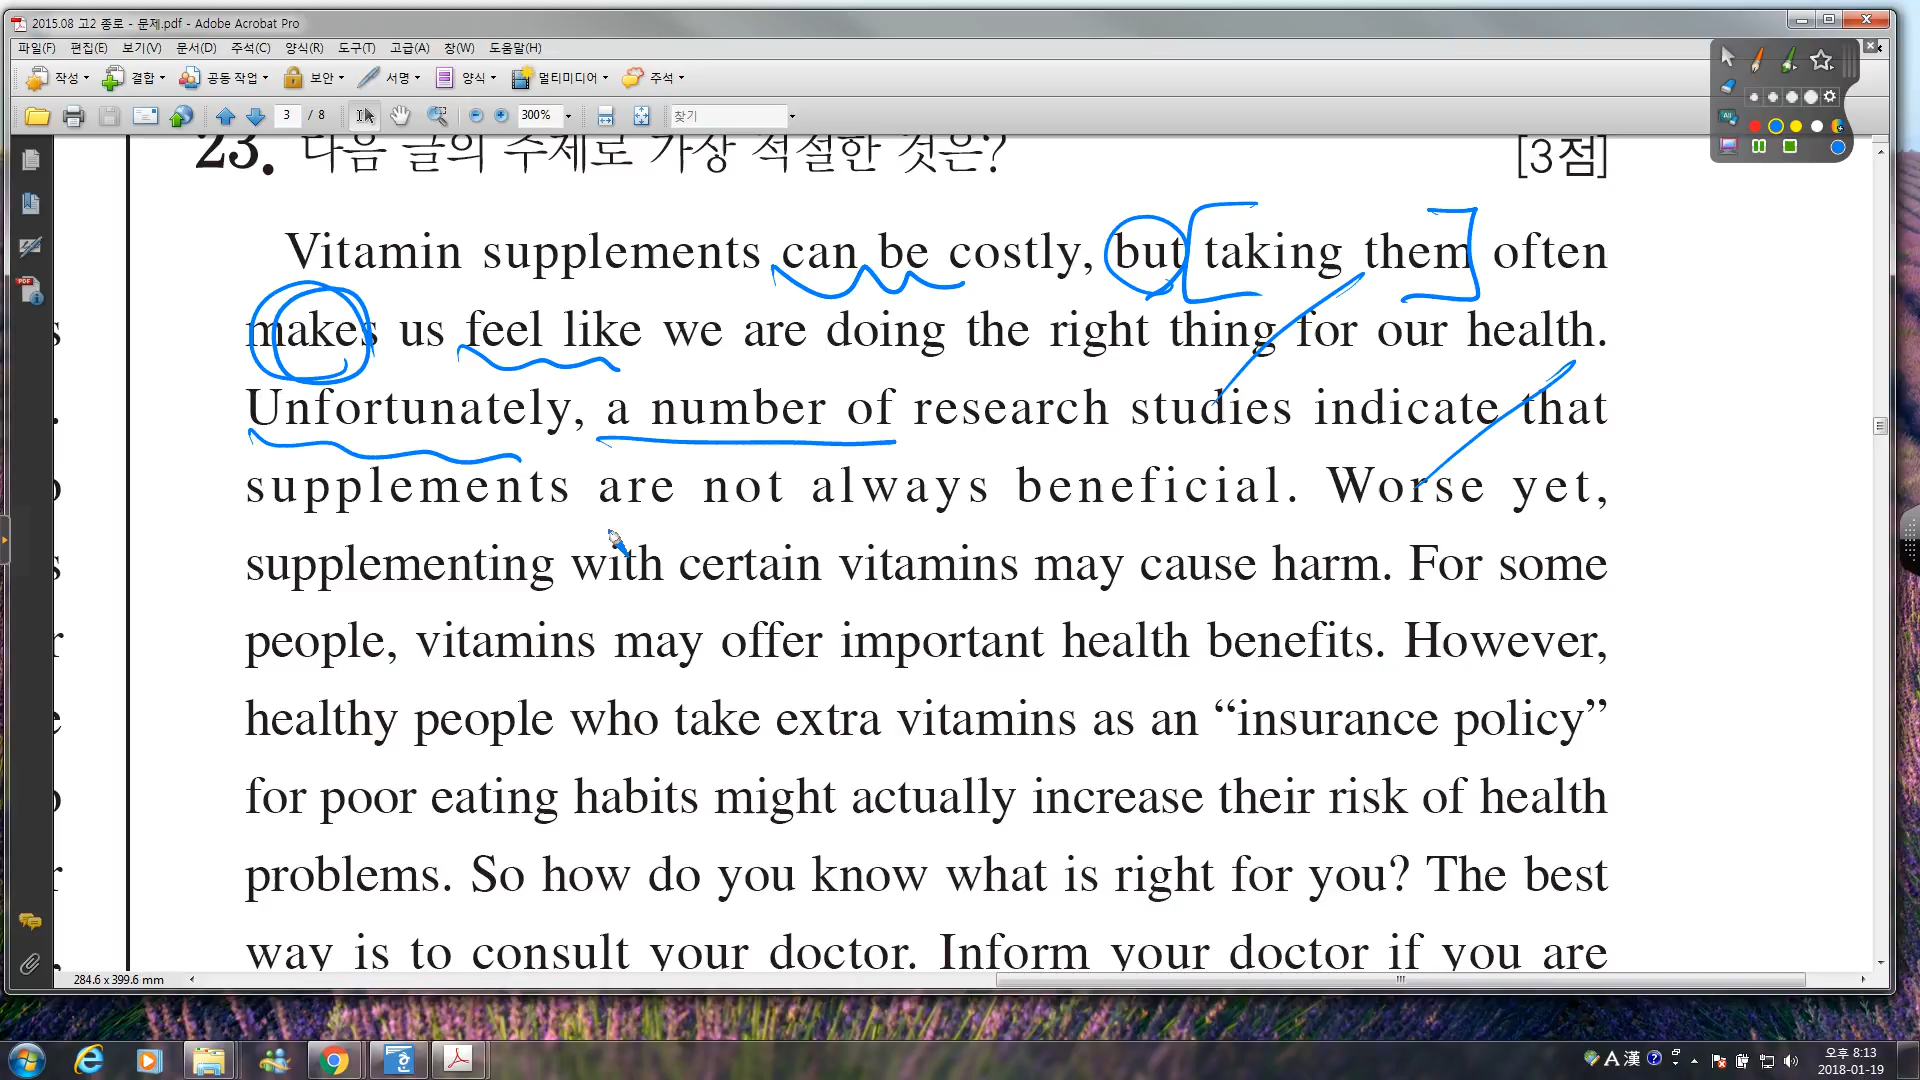 2015.08 고2 종로 - 문제.pdf - Adobe Acrobat Pro
파일(F) 편집(E) 보기(V) 문서(D) 주석(C) 양식(R) 도구(T) 고급(A) 창(W) 도움말(H)
작성 결합 공동 작업 보안 서명 양식 멀티미디어 주석
3 / 8 300% 찾기
23. 다음 글의 주제로 가장 적절한 것은? [3점]
Vitamin supplements can be costly, but taking them often
makes us feel like we are doing the right thing for our health.
Unfortunately, a number of research studies indicate that
supplements are not always beneficial. Worse yet,
supplementing with certain vitamins may cause harm. For some
people, vitamins may offer important health benefits. However,
healthy people who take extra vitamins as an “insurance policy”
for poor eating habits might actually increase their risk of health
problems. So how do you know what is right for you? The best
way is to consult your doctor. Inform your doctor if you are
284.6 x 399.6 mm
A 漢
오후 8:13
2018-01-19